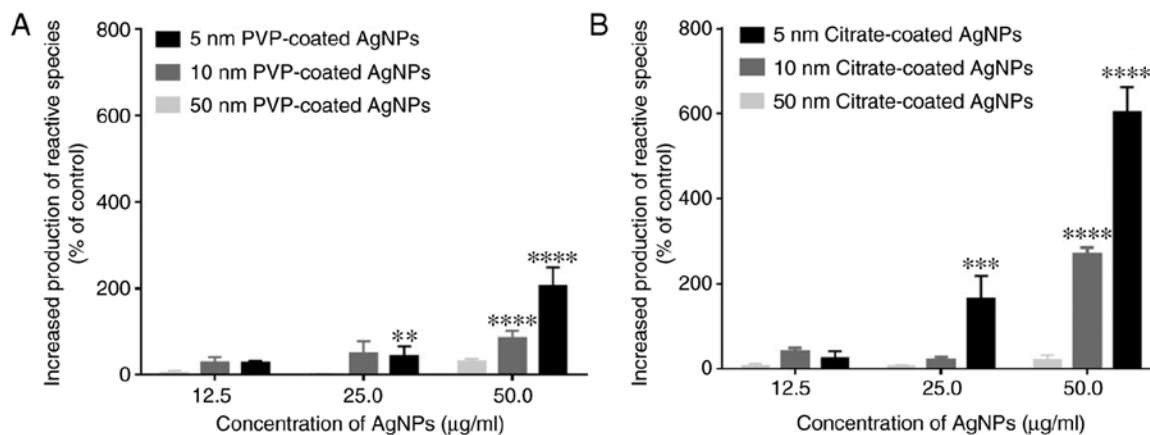 A
Increased production of reactive species
(% of control)
800
600
400
200
0
5 nm PVP-coated AgNPs
10 nm PVP-coated AgNPs
50 nm PVP-coated AgNPs
**
****
****
12.5
25.0
50.0
Concentration of AgNPs (µg/ml)
B
Increased production of reactive species
(% of control)
800
600
400
200
0
5 nm Citrate-coated AgNPs
10 nm Citrate-coated AgNPs
50 nm Citrate-coated AgNPs
***
****
****
12.5
25.0
50.0
Concentration of AgNPs (µg/ml)